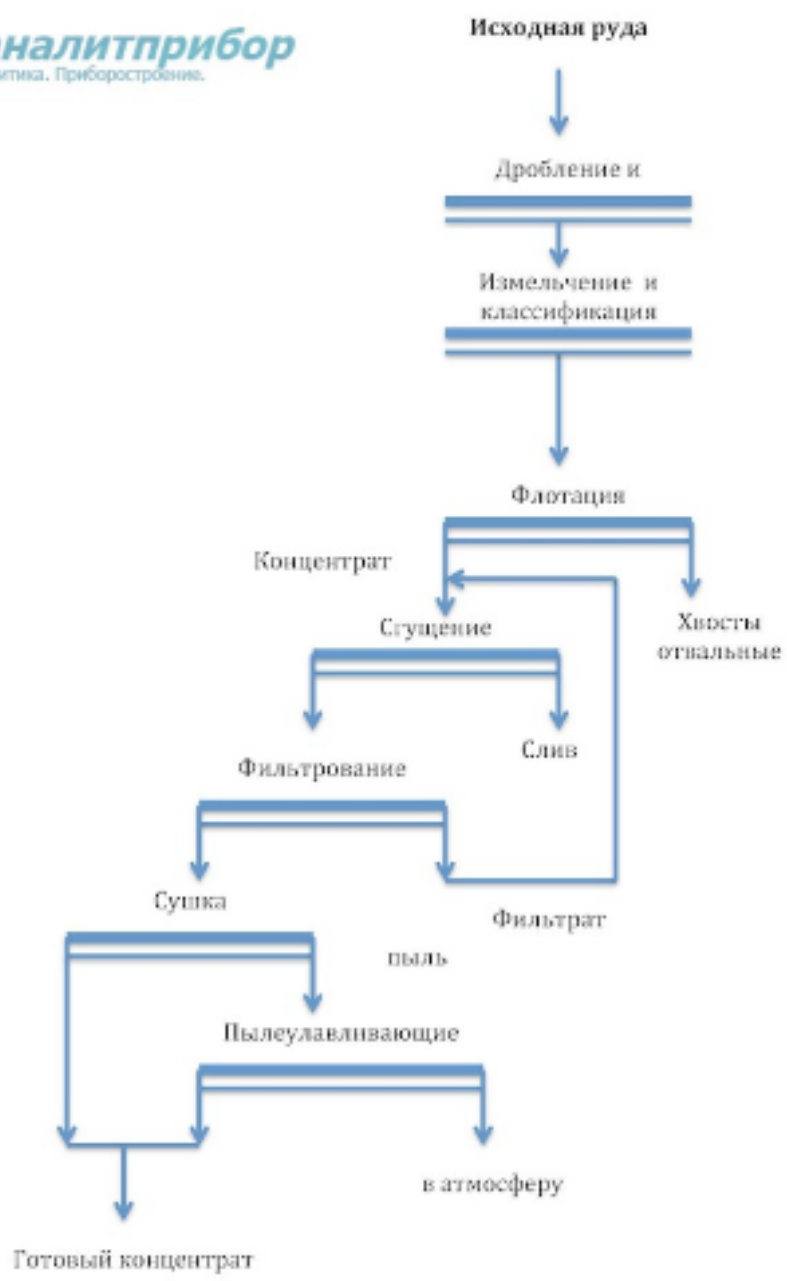 налитприбор
итика. Приборостроение.
Исходная руда
Дробление и
Измельчение и
классификация
Флотация
Концентрат
Сгущение
Хвосты
отвальные
Слив
Фильтрование
Сушка
Фильтрат
пыль
Пылеулавливающие
в атмосферу
Готовый концентрат